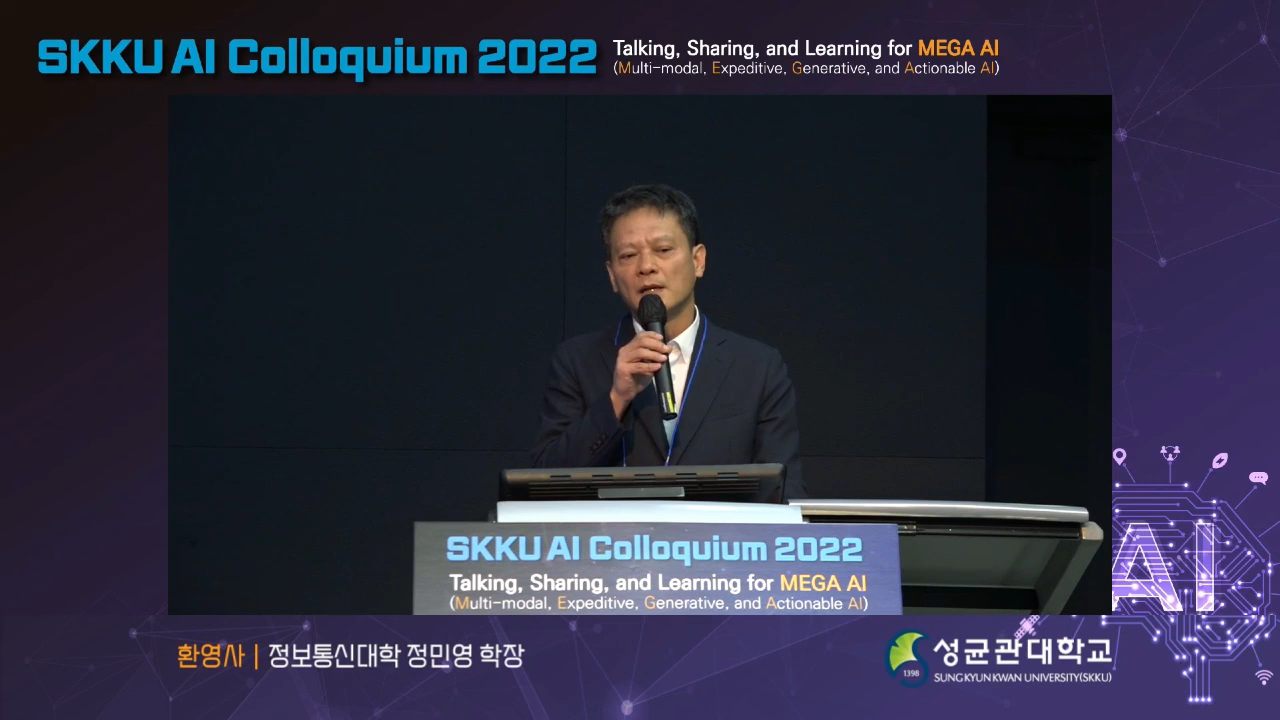 SKKU AI Colloquium 2022
Talking, Sharing, and Learning for MEGA AI
(Multi-modal, Expeditive, Generative, and Actionable AI)
SKKU AI Colloquium 2022
Talking, Sharing, and Learning for MEGA AI
(Multi-modal, Expeditive, Generative, and Actionable AI)
AI
환영사 | 정보통신대학 정민영 학장
1398
성균관대학교
SUNGKYUNKWAN UNIVERSITY(SKKU)